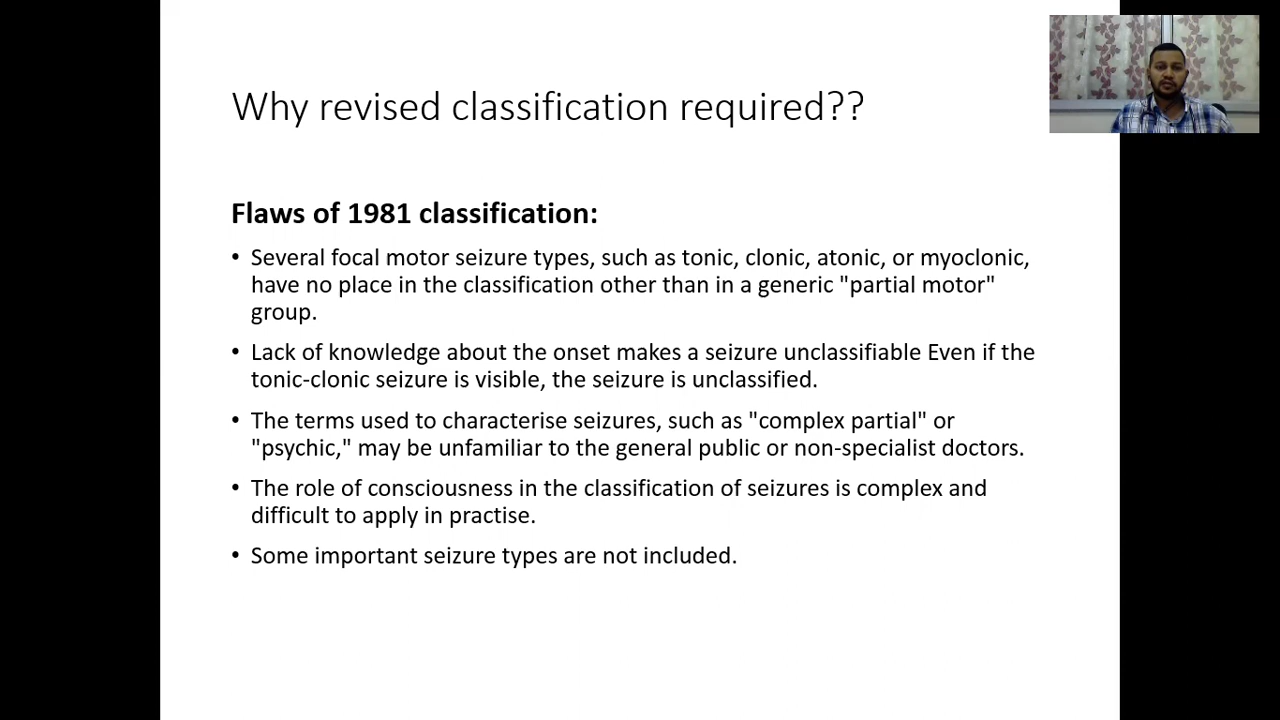 Why revised classification required??
Flaws of 1981 classification:
• Several focal motor seizure types, such as tonic, clonic, atonic, or myoclonic,
have no place in the classification other than in a generic "partial motor"
group.
• Lack of knowledge about the onset makes a seizure unclassifiable Even if the
tonic-clonic seizure is visible, the seizure is unclassified.
• The terms used to characterise seizures, such as "complex partial" or
"psychic," may be unfamiliar to the general public or non-specialist doctors.
• The role of consciousness in the classification of seizures is complex and
difficult to apply in practise.
• Some important seizure types are not included.